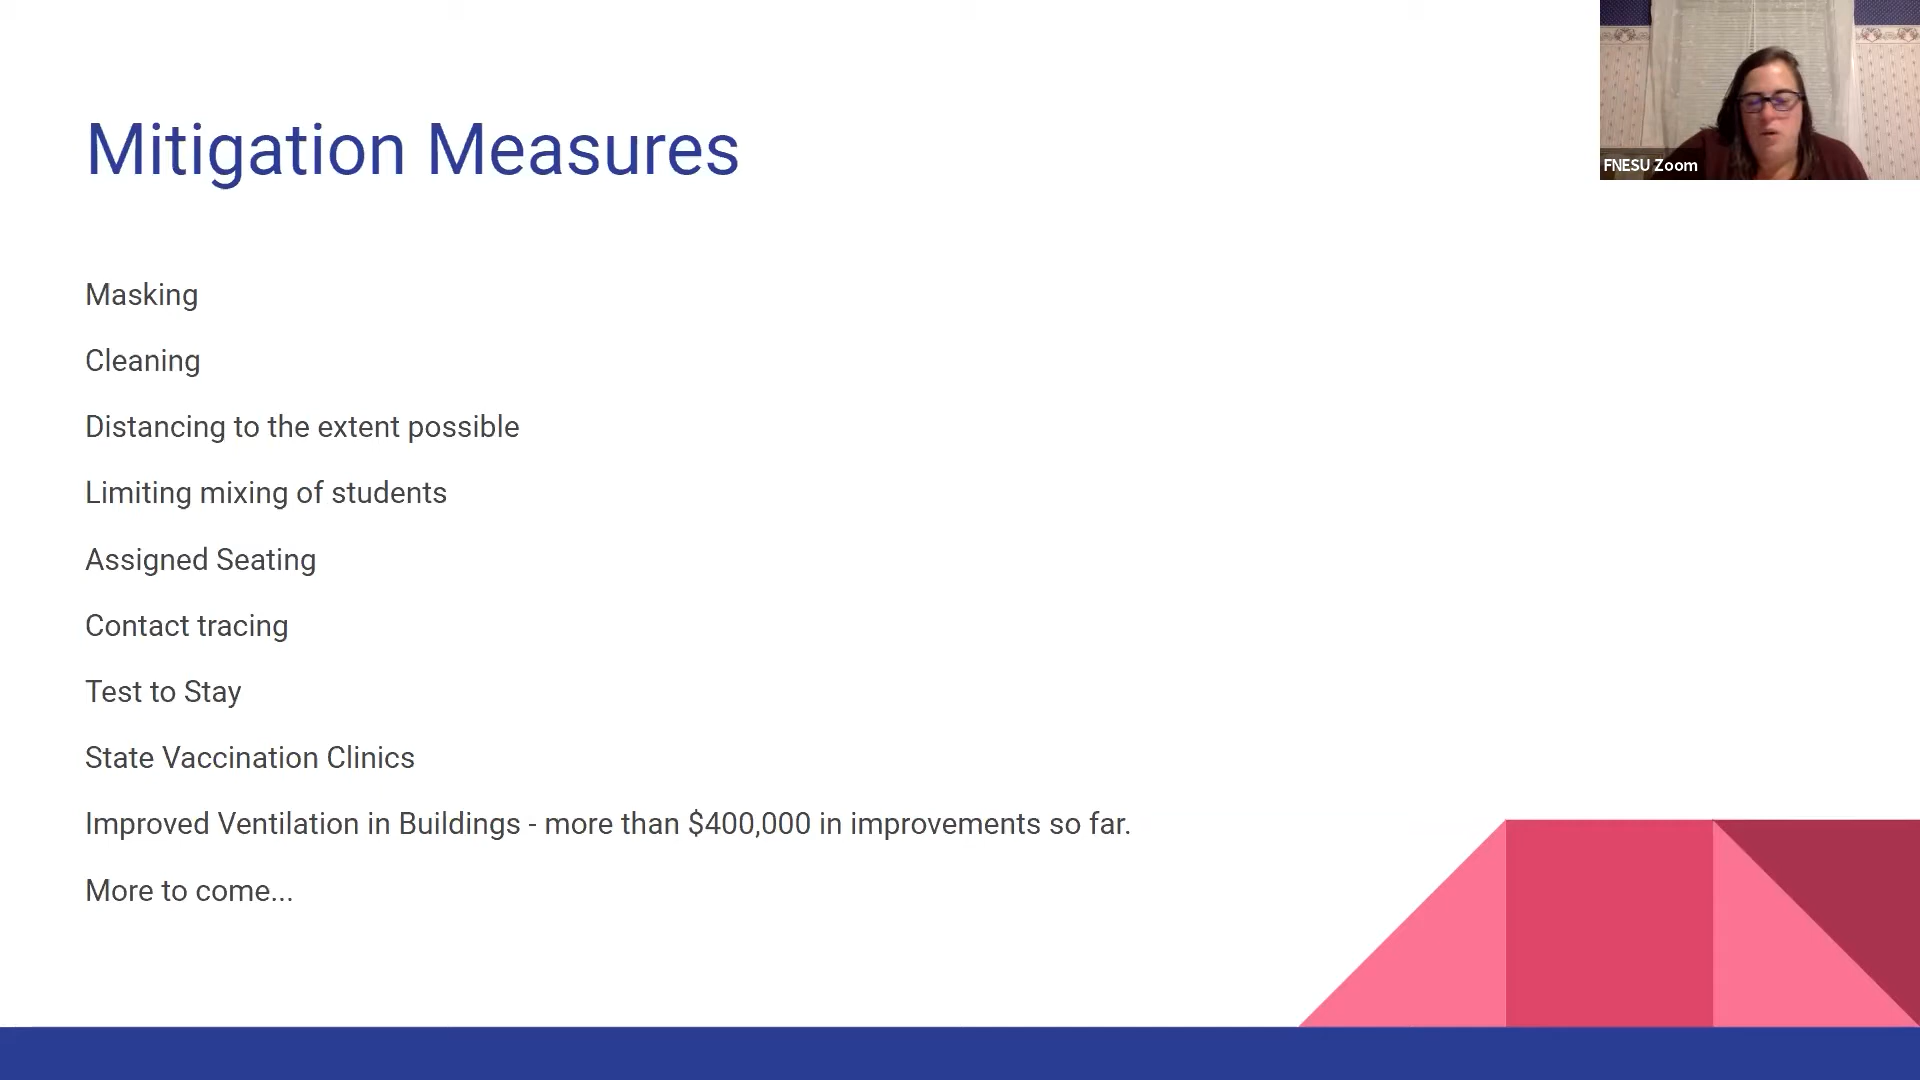 Mitigation Measures
FNESU Zoom
Masking
Cleaning
Distancing to the extent possible
Limiting mixing of students
Assigned Seating
Contact tracing
Test to Stay
State Vaccination Clinics
Improved Ventilation in Buildings - more than $400,000 in improvements so far.
More to come...